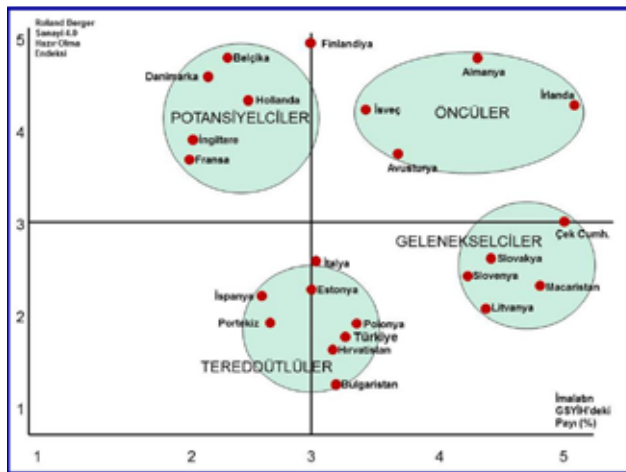 Rolland Berger
Sanayi 4.0
Hazır Olma
Endeksi
5
Finlandiya
Belçika
Almanya
Danimarka
Hollanda
İrlanda
İsveç
POTANSİYELCİLER
ÖNCÜLER
4
İngiltere
Fransa
Avusturya
3
Çek Cumh.
GELENEKSELCİLER
Slovakya
İtalya
Slovenya
Estonya
Macaristan
İspanya
Litvanya
2
Portekiz
Polonya
Türkiye
Hırvatistan
TEREDDÜTLÜLER
Bulgaristan
1
İmalatın
GSYİH'deki
Payı (%)
1
2
3
4
5